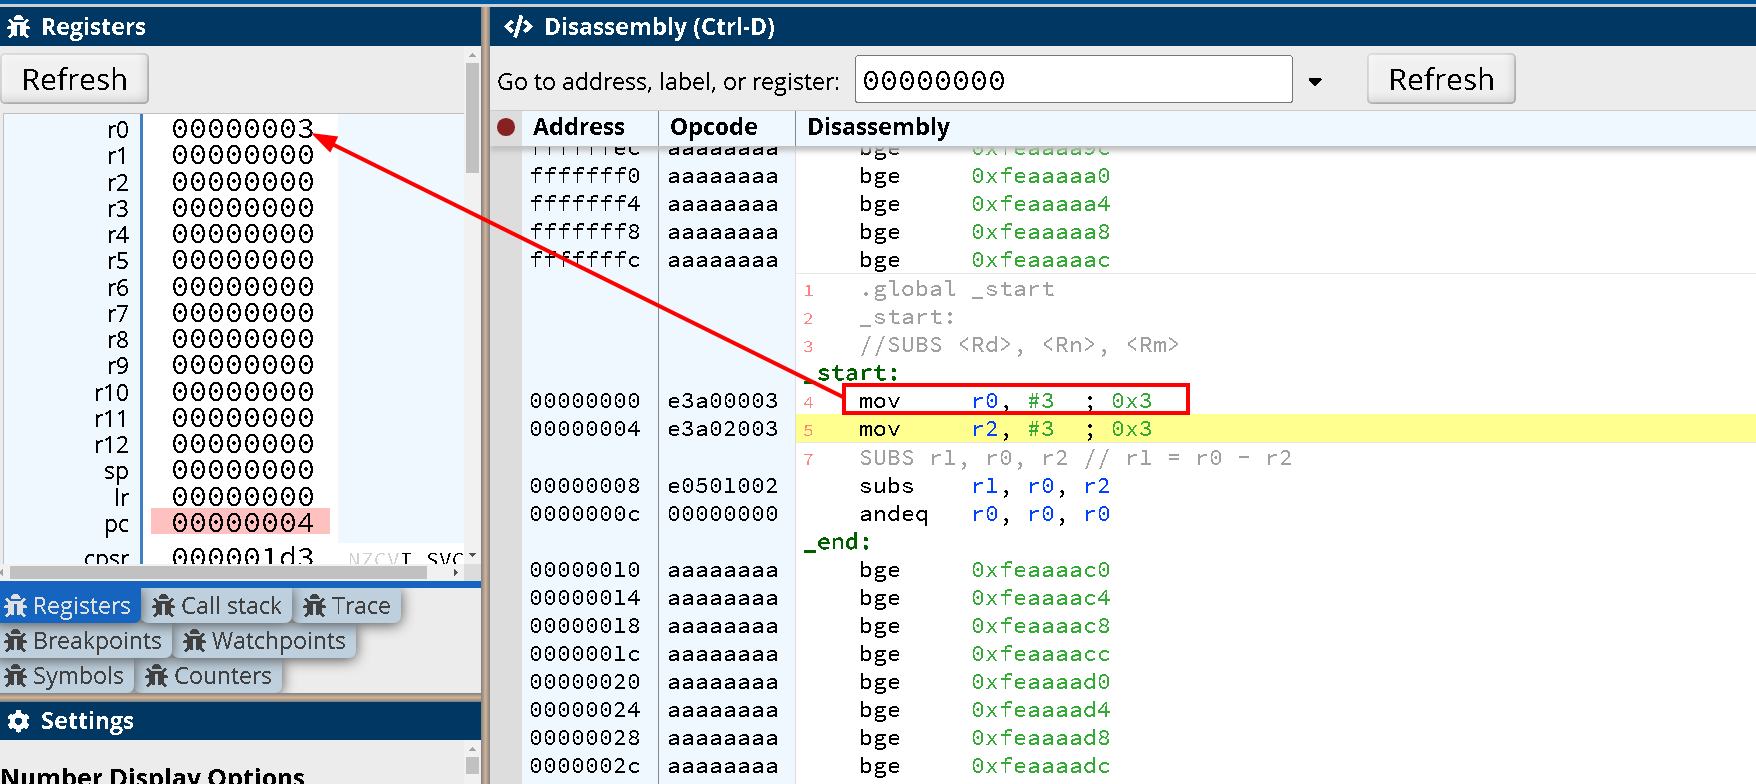 Registers
Refresh
r0 00000003
r1 00000000
r2 00000000
r3 00000000
r4 00000000
r5 00000000
r6 00000000
r7 00000000
r8 00000000
r9 00000000
r10 00000000
r11 00000000
r12 00000000
sp 00000000
lr 00000000
pc 00000004
cpsr 000001d3 NZCVI SVC
Registers Call stack Trace
Breakpoints Watchpoints
Symbols Counters
Settings
Number Display Options
</> Disassembly (Ctrl-D)
Go to address, label, or register: 00000000 Refresh
Address Opcode Disassembly
ffffffec aaaaaaaa bge 0xfeaaaa9c
fffffff0 aaaaaaaa bge 0xfeaaaaa0
fffffff4 aaaaaaaa bge 0xfeaaaaa4
fffffff8 aaaaaaaa bge 0xfeaaaaa8
fffffffc aaaaaaaa bge 0xfeaaaaac
1 .global _start
2 _start:
3 //SUBS <Rd>, <Rn>, <Rm>
_start:
00000000 e3a00003 4 mov r0, #3 ; 0x3
00000004 e3a02003 5 mov r2, #3 ; 0x3
7 SUBS r1, r0, r2 // r1 = r0 - r2
00000008 e0501002 subs r1, r0, r2
0000000c 00000000 andeq r0, r0, r0
_end:
00000010 aaaaaaaa bge 0xfeaaaac0
00000014 aaaaaaaa bge 0xfeaaaac4
00000018 aaaaaaaa bge 0xfeaaaac8
0000001c aaaaaaaa bge 0xfeaaaacc
00000020 aaaaaaaa bge 0xfeaaaad0
00000024 aaaaaaaa bge 0xfeaaaad4
00000028 aaaaaaaa bge 0xfeaaaad8
0000002c aaaaaaaa bge 0xfeaaaadc